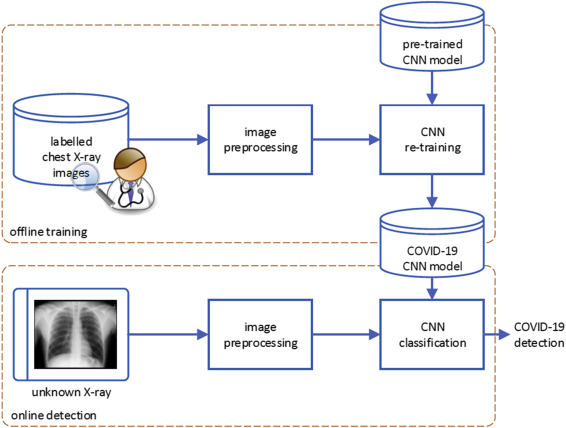 pre-trained
CNN model
labelled
chest X-ray
images
image
preprocessing
CNN
re-training
offline training
COVID-19
CNN model
unknown X-ray
image
preprocessing
CNN
classification
COVID-19
detection
online detection